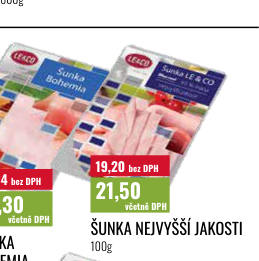 LE&CO
Šunka
Bohemia
LE&CO
Šunka LE & CO
19,20 bez DPH
21,50
včetně DPH
4 bez DPH
,30
včetně DPH
ŠUNKA NEJVYŠŠÍ JAKOSTI
100g
KA